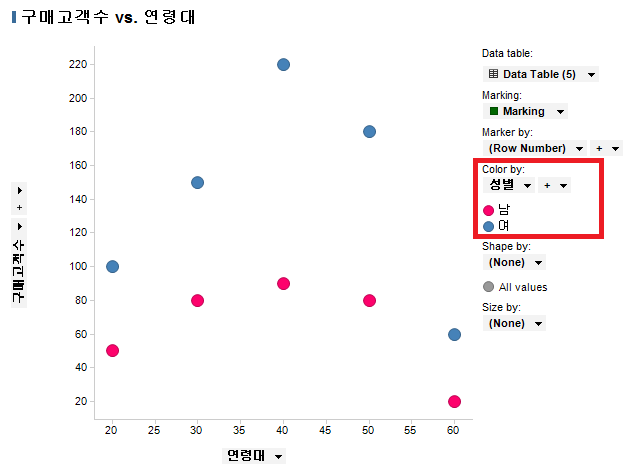 구매고객수 vs. 연령대
220
200
180
160
140
120
100
80
60
40
20
구매고객수
+
20
25
30
35
40
45
50
55
60
연령대
Data table:
Data Table (5)
Marking:
Marking
Marker by:
(Row Number) +
Color by:
성별 +
남
여
Shape by:
(None)
All values
Size by:
(None)